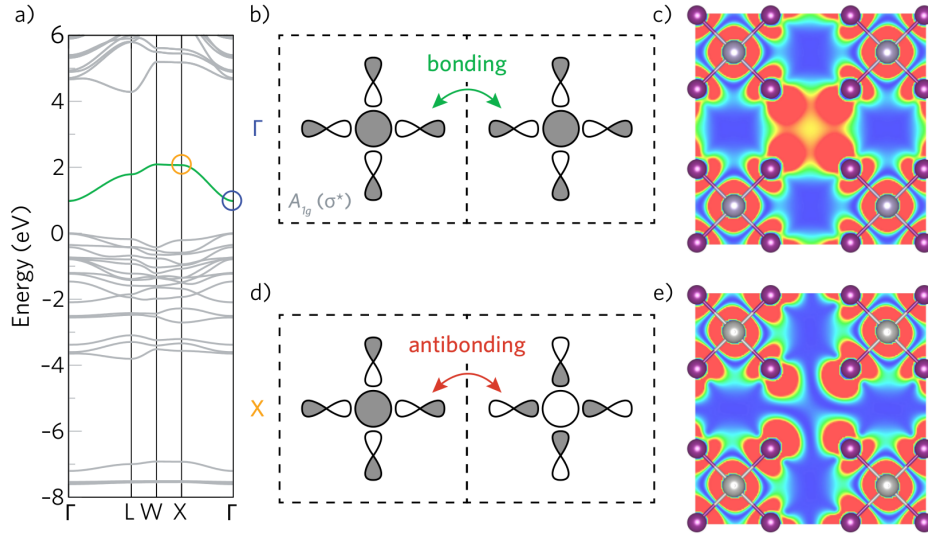 a)
6
4
2
0
−2
−4
−6
−8
Energy (eV)
Γ
L
W
X
Γ
b)
bonding
Γ
A1g (σ*)
c)
d)
antibonding
X
e)